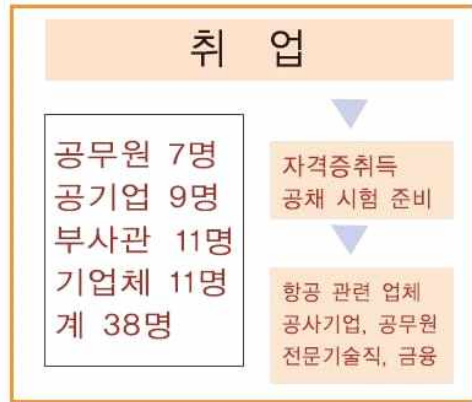 취 업
공무원 7명
공기업 9명
부사관 11명
기업체 11명
계 38명
자격증취득
공채 시험 준비
항공 관련 업체
공사기업, 공무원
전문기술직, 금융